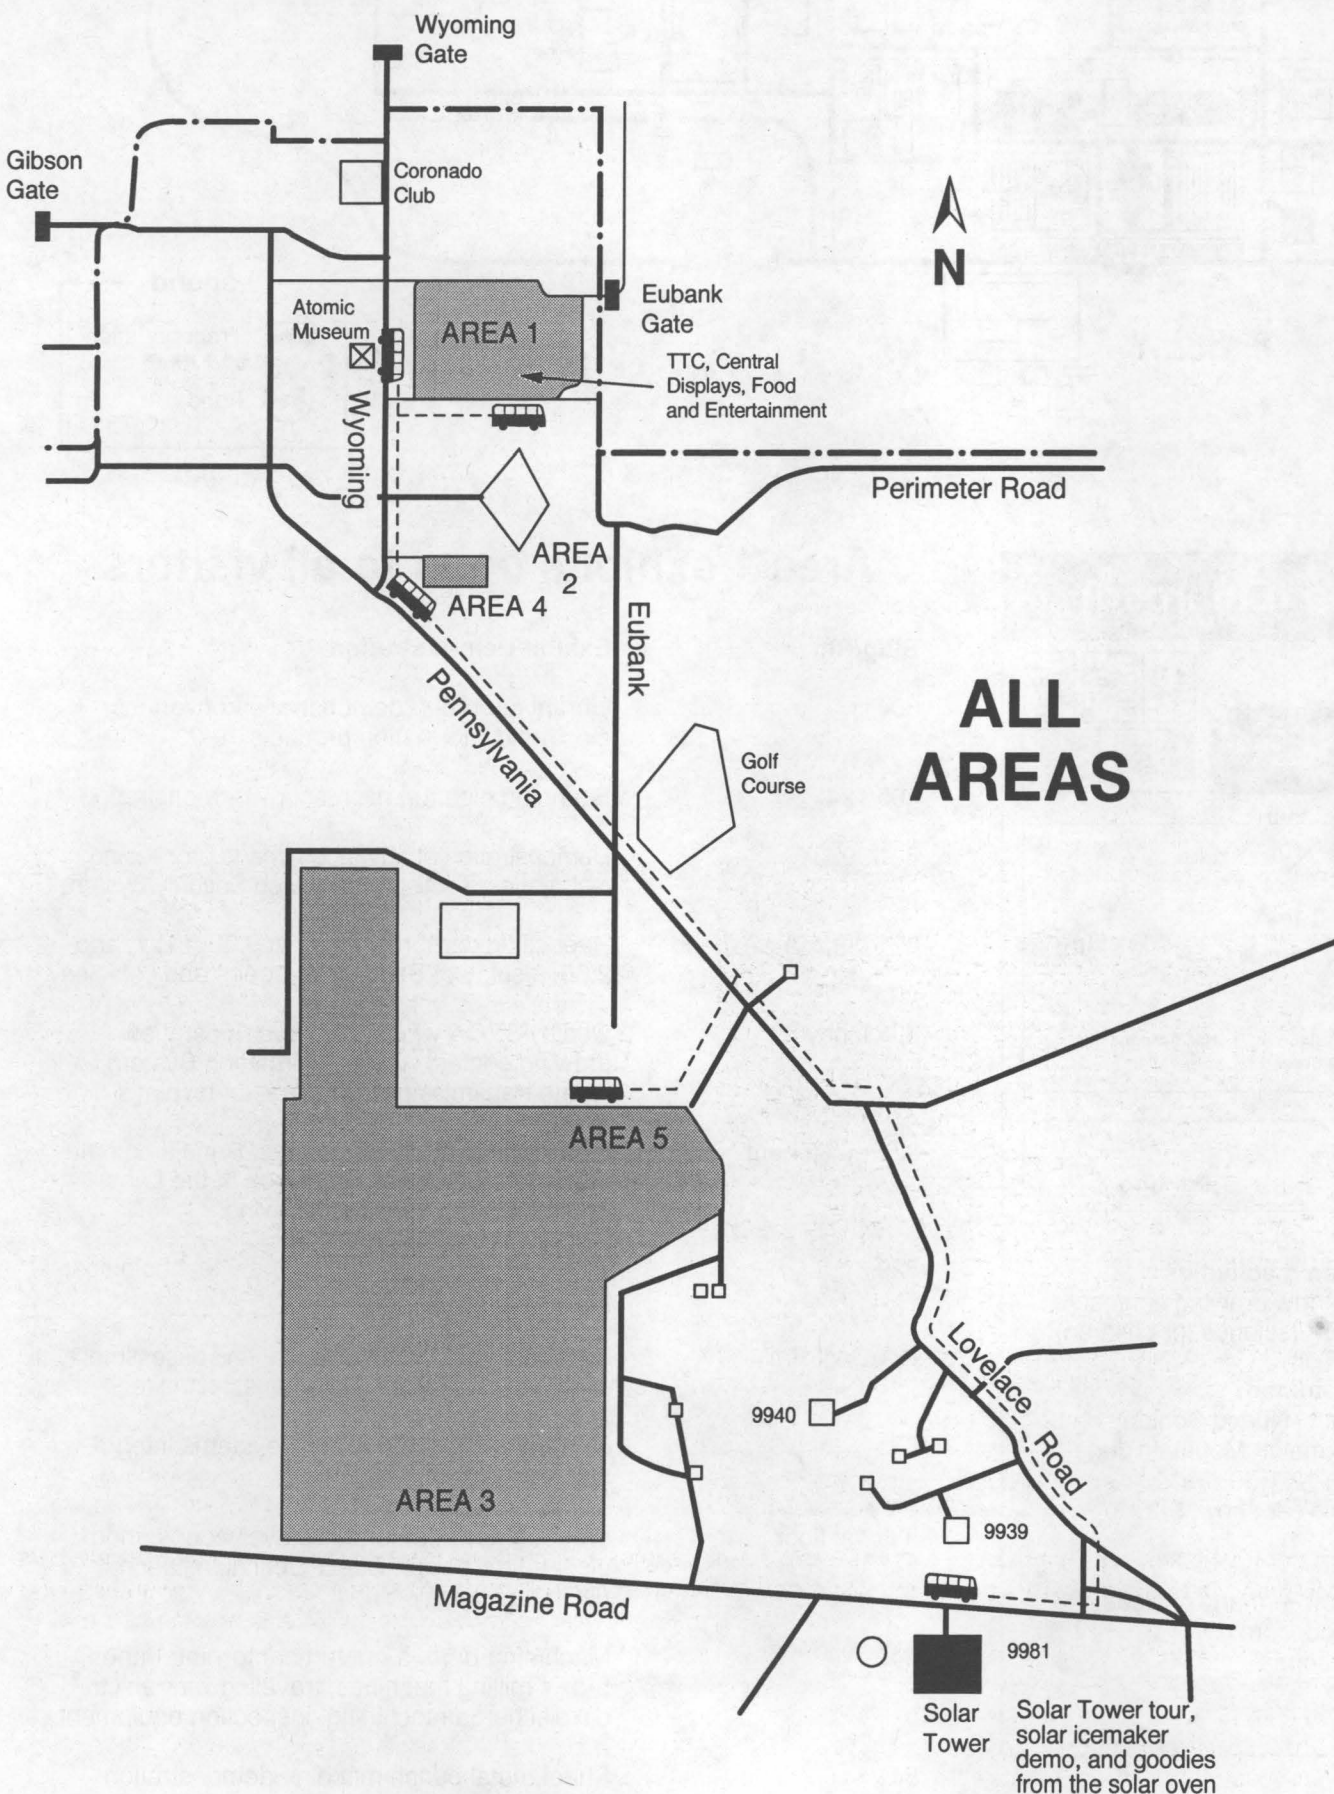 Wyoming
Gate
Gibson
Gate
Coronado
Club
N
Atomic
Museum
AREA 1
Eubank
Gate
TTC, Central
Displays, Food
and Entertainment
Wyoming
Perimeter Road
AREA
2
AREA 4
Eubank
Pennsylvania
ALL
AREAS
Golf
Course
AREA 5
Lovelace
Road
9940
AREA 3
9939
Magazine Road
9981
Solar
Tower
Solar Tower tour,
solar icemaker
demo, and goodies
from the solar oven